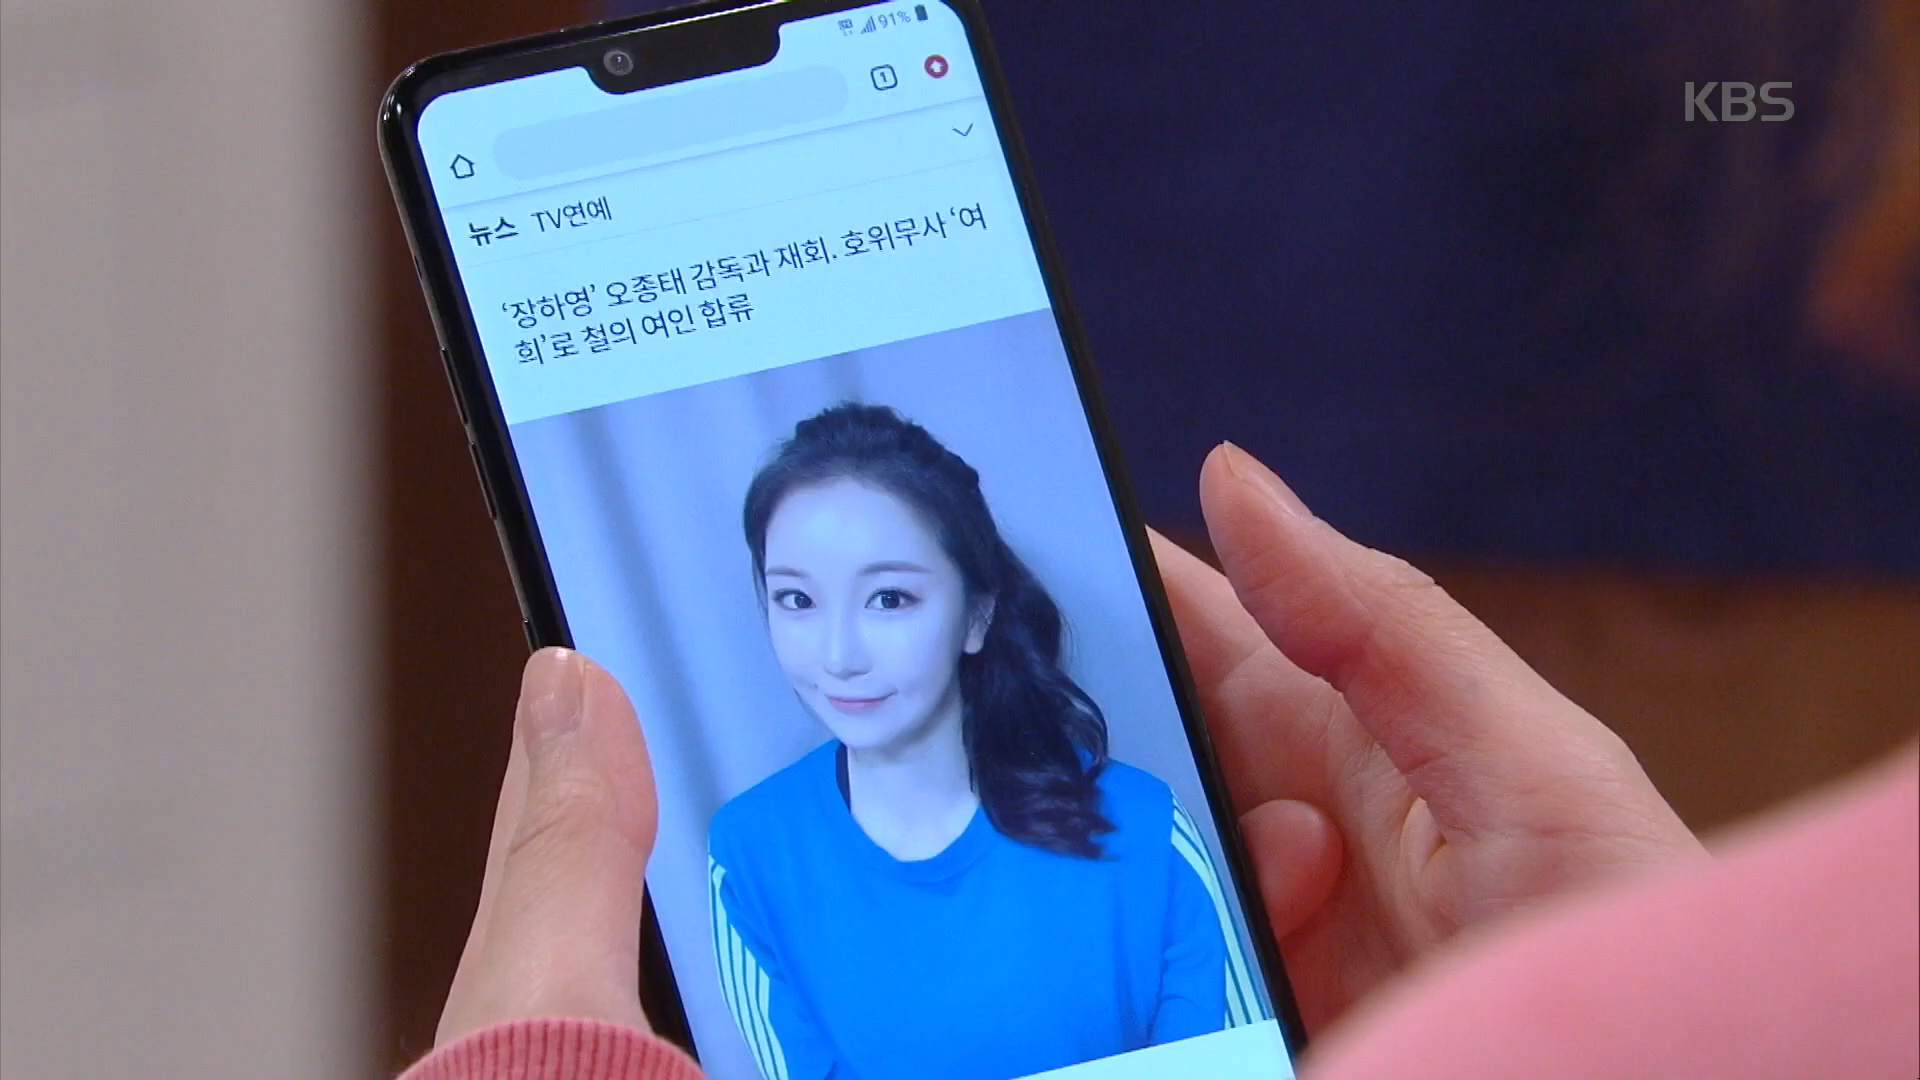 91%
KBS
1
뉴스 TV연예
‘장하영’ 오종태 감독과 재회. 호위무사 ‘여
희’로 철의 여인 합류